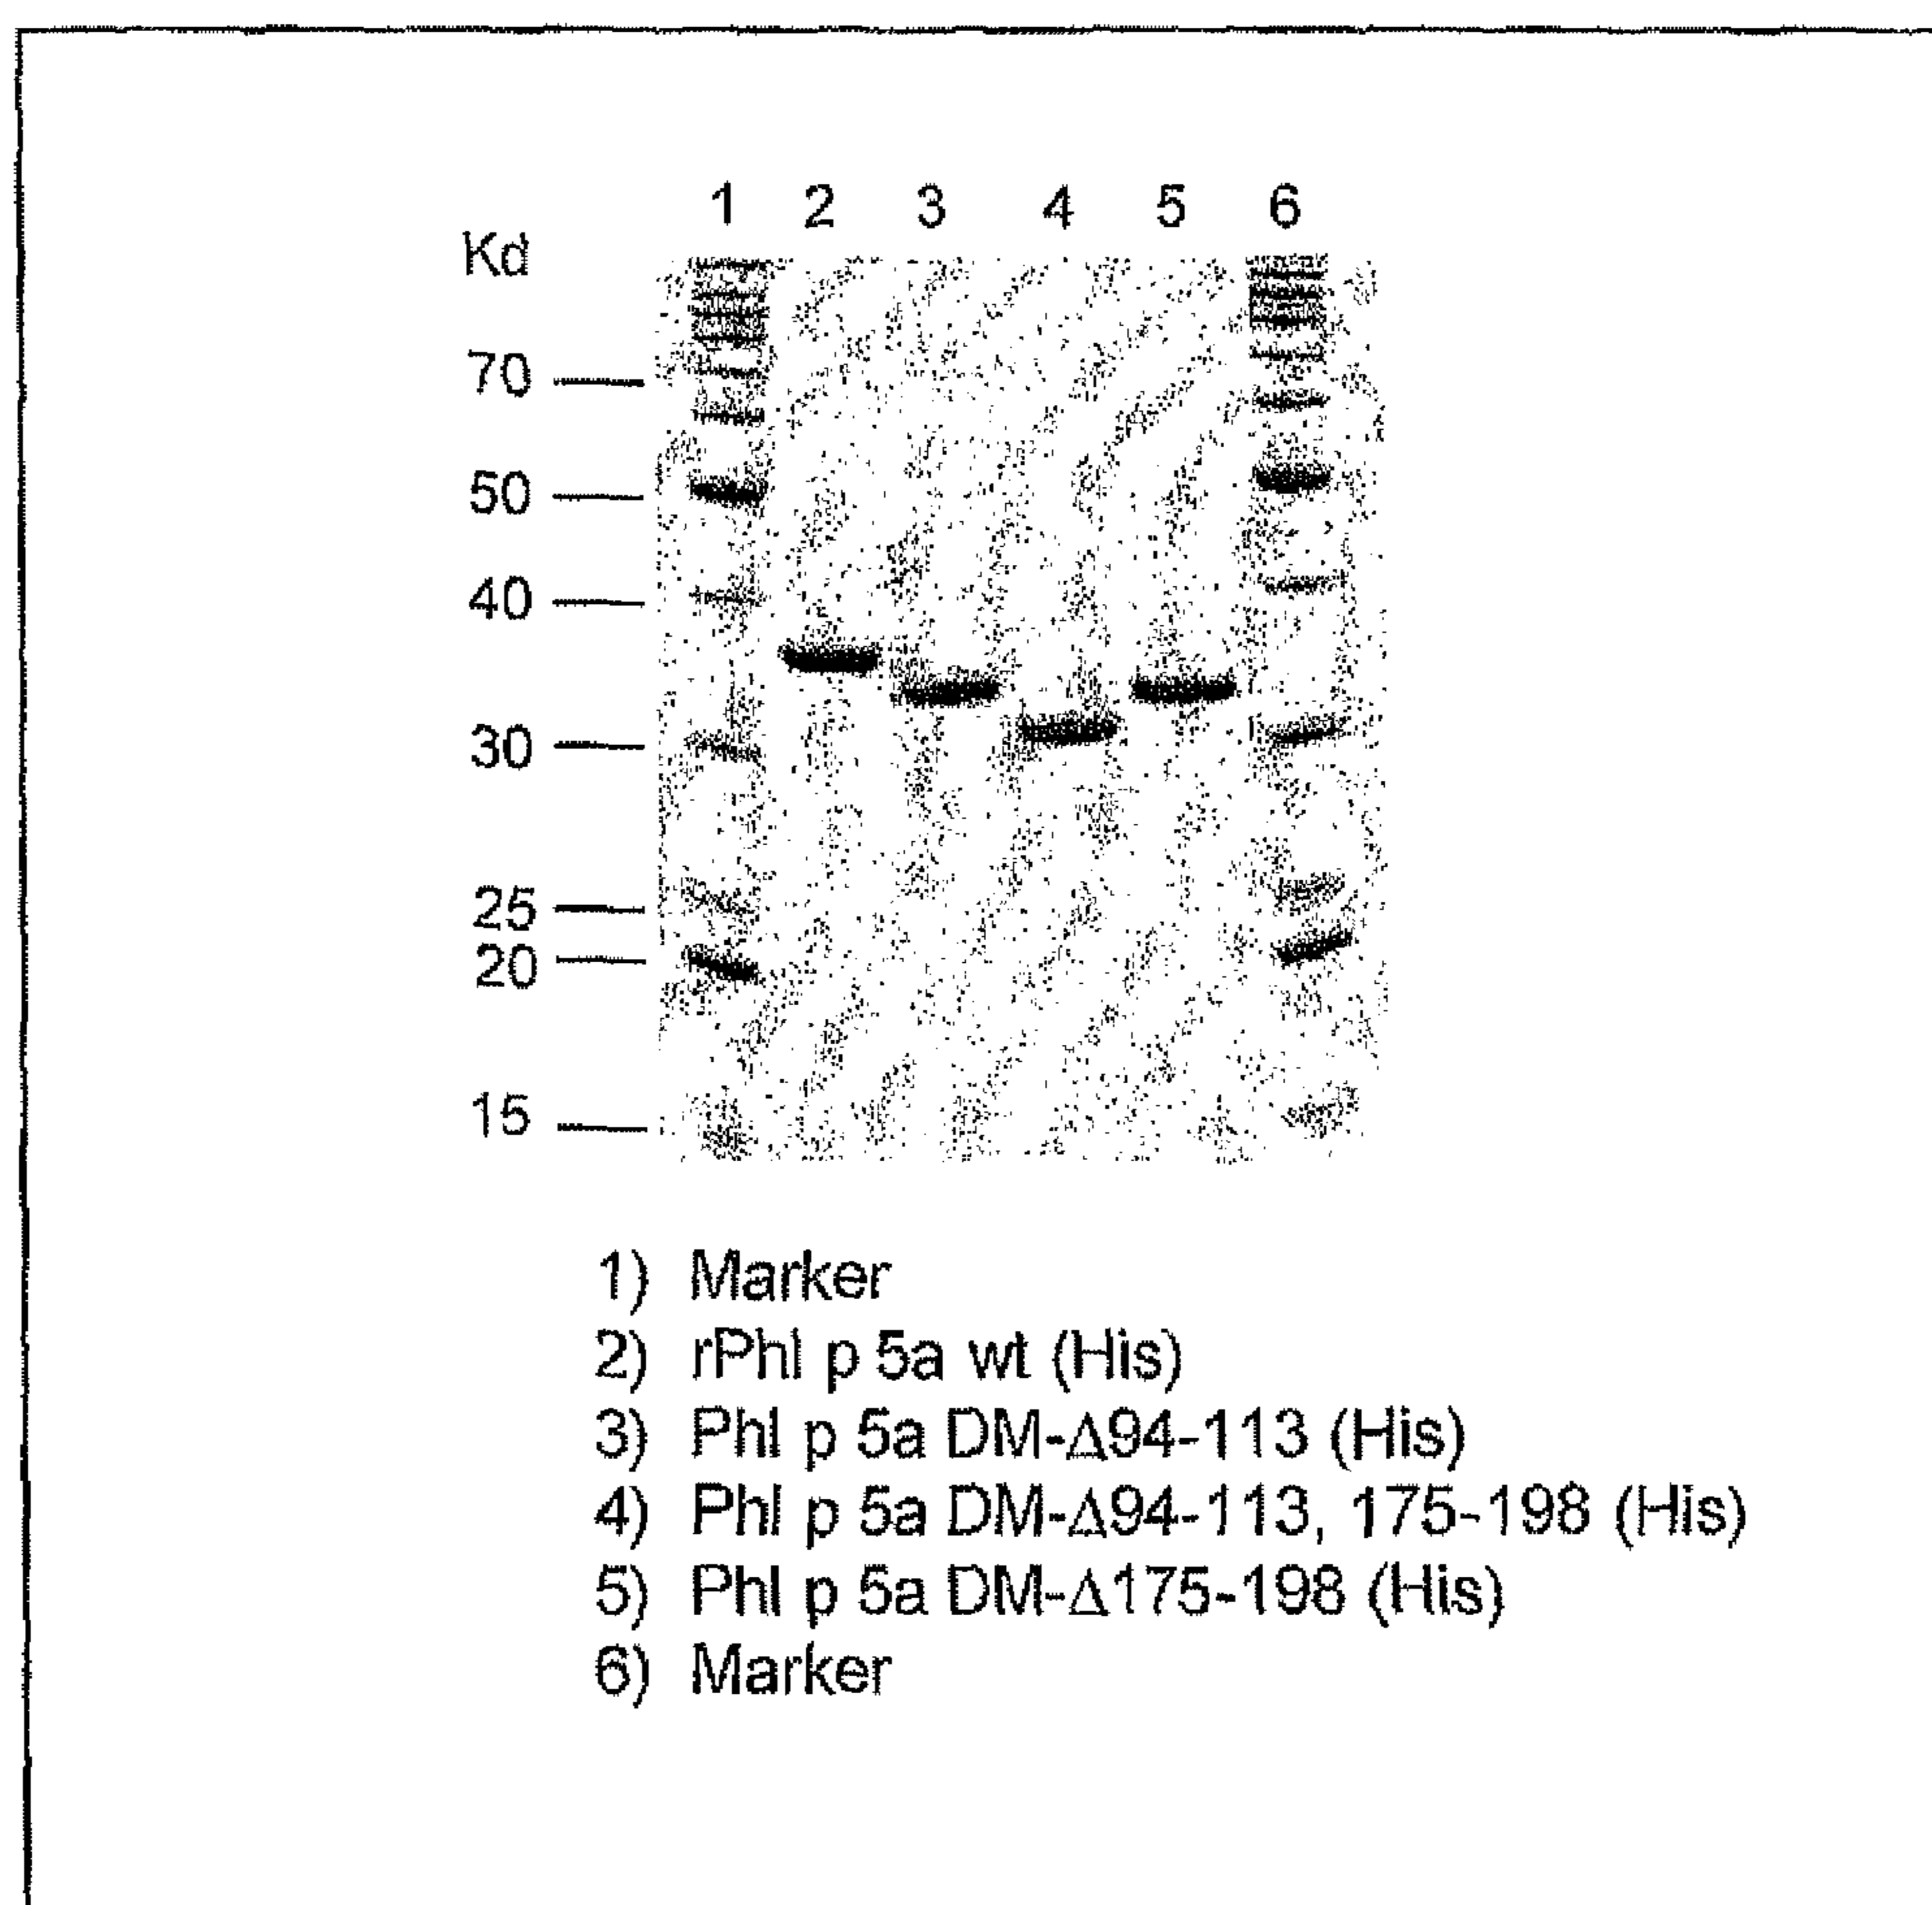 1 2 3 4 5 6
Kd
70
50
40
30
25
20
15
1) Marker
2) rPhl p 5a wt (His)
3) Phl p 5a DM-Δ94-113 (His)
4) Phl p 5a DM-Δ94-113, 175-198 (His)
5) Phl p 5a DM-Δ175-198 (His)
6) Marker